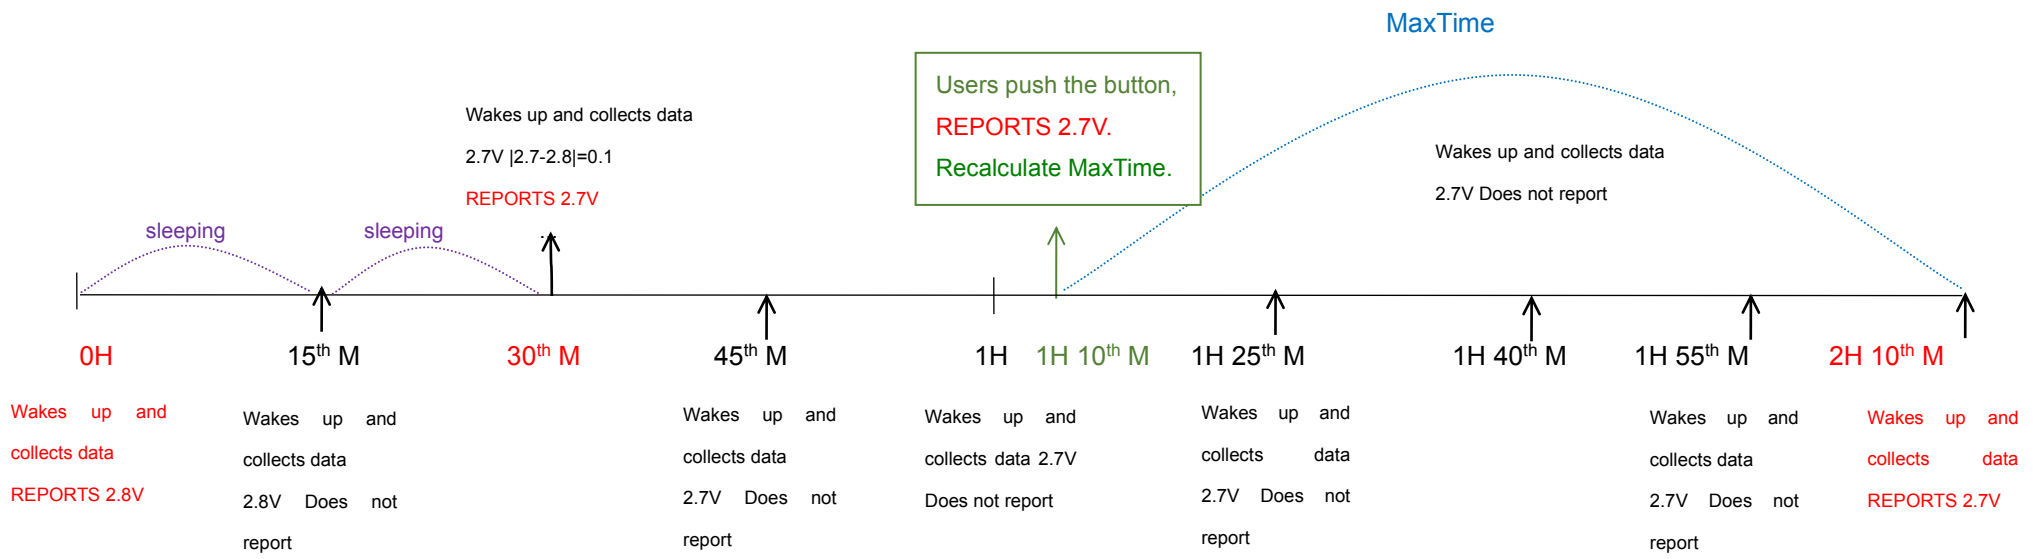 MaxTime
Users push the button,
REPORTS 2.7V.
Recalculate MaxTime.
Wakes up and collects data
2.7V |2.7-2.8|=0.1
REPORTS 2.7V
Wakes up and collects data
2.7V Does not report
sleeping
sleeping
0H
15th M
30th M
45th M
1H
1H 10th M
1H 25th M
1H 40th M
1H 55th M
2H 10th M
Wakes up and
collects data
REPORTS 2.8V
Wakes up and
collects data
2.8V Does not
report
Wakes up and
collects data
2.7V Does not
report
Wakes up and
collects data 2.7V
Does not report
Wakes up and
collects data
2.7V Does not
report
Wakes up and
collects data
2.7V Does not
report
Wakes up and
collects data
REPORTS 2.7V